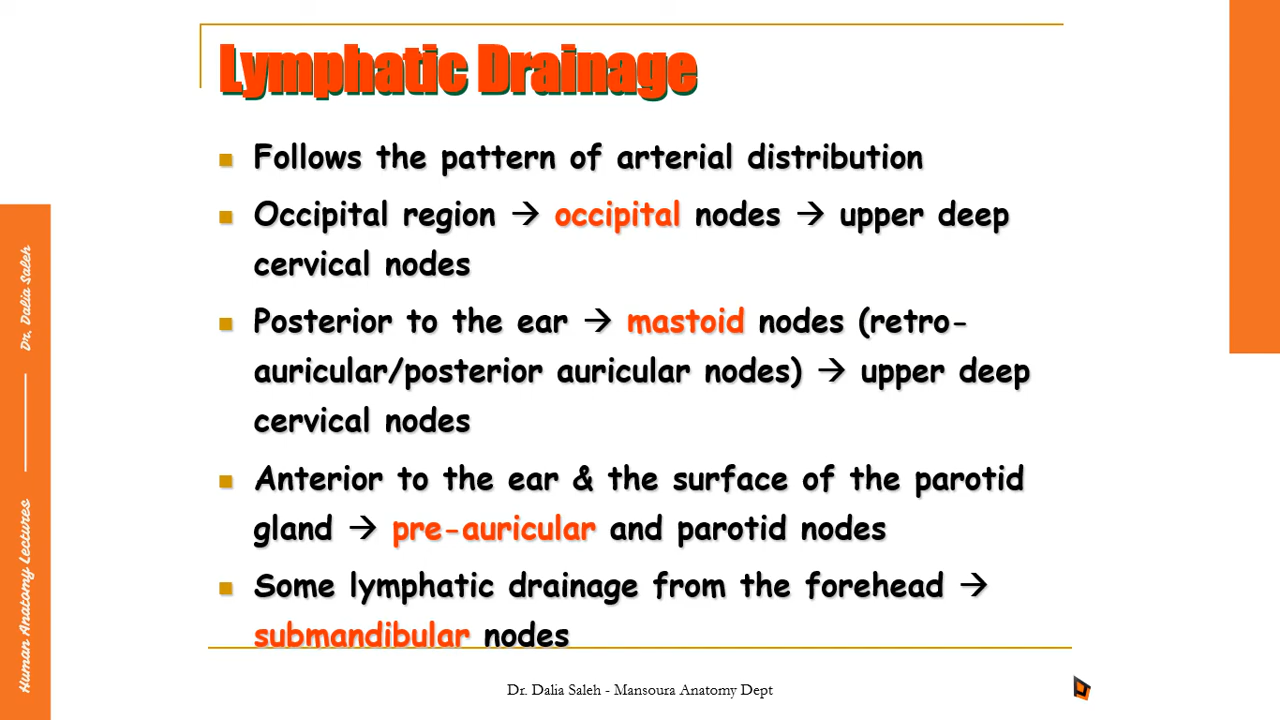 Lymphatic Drainage
Follows the pattern of arterial distribution
Occipital region → occipital nodes → upper deep
cervical nodes
Posterior to the ear → mastoid nodes (retro-
auricular/posterior auricular nodes) → upper deep
cervical nodes
Anterior to the ear & the surface of the parotid
gland → pre-auricular and parotid nodes
Some lymphatic drainage from the forehead →
submandibular nodes
Dr. Dalia Saleh - Mansoura Anatomy Dept
Human Anatomy Lectures
Dr. Dalia Saleh